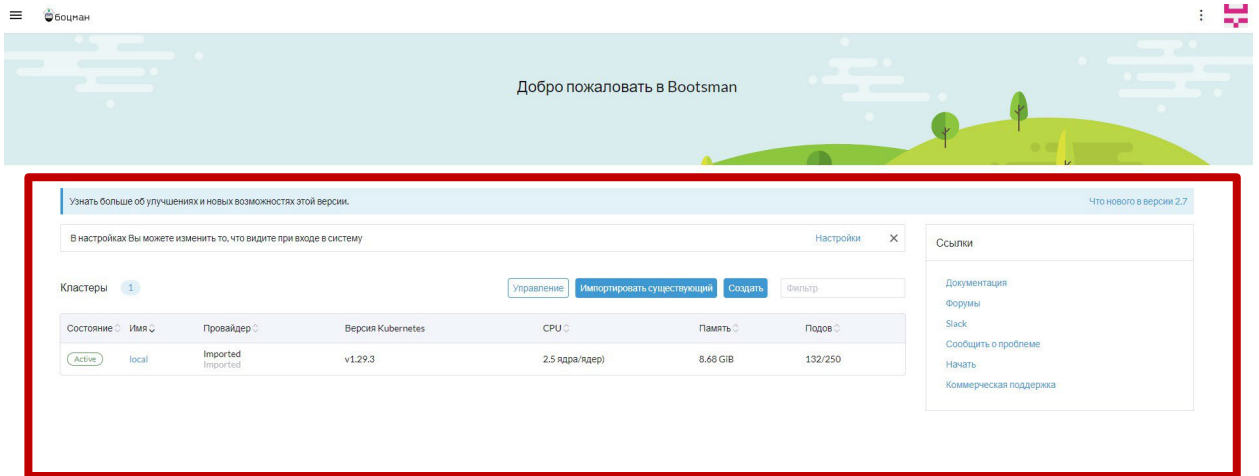 боцман
Добро пожаловать в Bootsman
Узнать больше об улучшениях и новых возможностях этой версии.
Что нового в версии 2.7
В настройках Вы можете изменить то, что видите при входе в систему
Настройки
Кластеры 1
Управление Импортировать существующий Создать Фильтр
Состояние Имя Провайдер Версия Kubernetes CPU Память Подов
Active local Imported v1.29.3 2.5 ядра/ядер) 8.68 GiB 132/250
Imported
Ссылки
Документация
Форумы
Slack
Сообщить о проблеме
Начать
Коммерческая поддержка